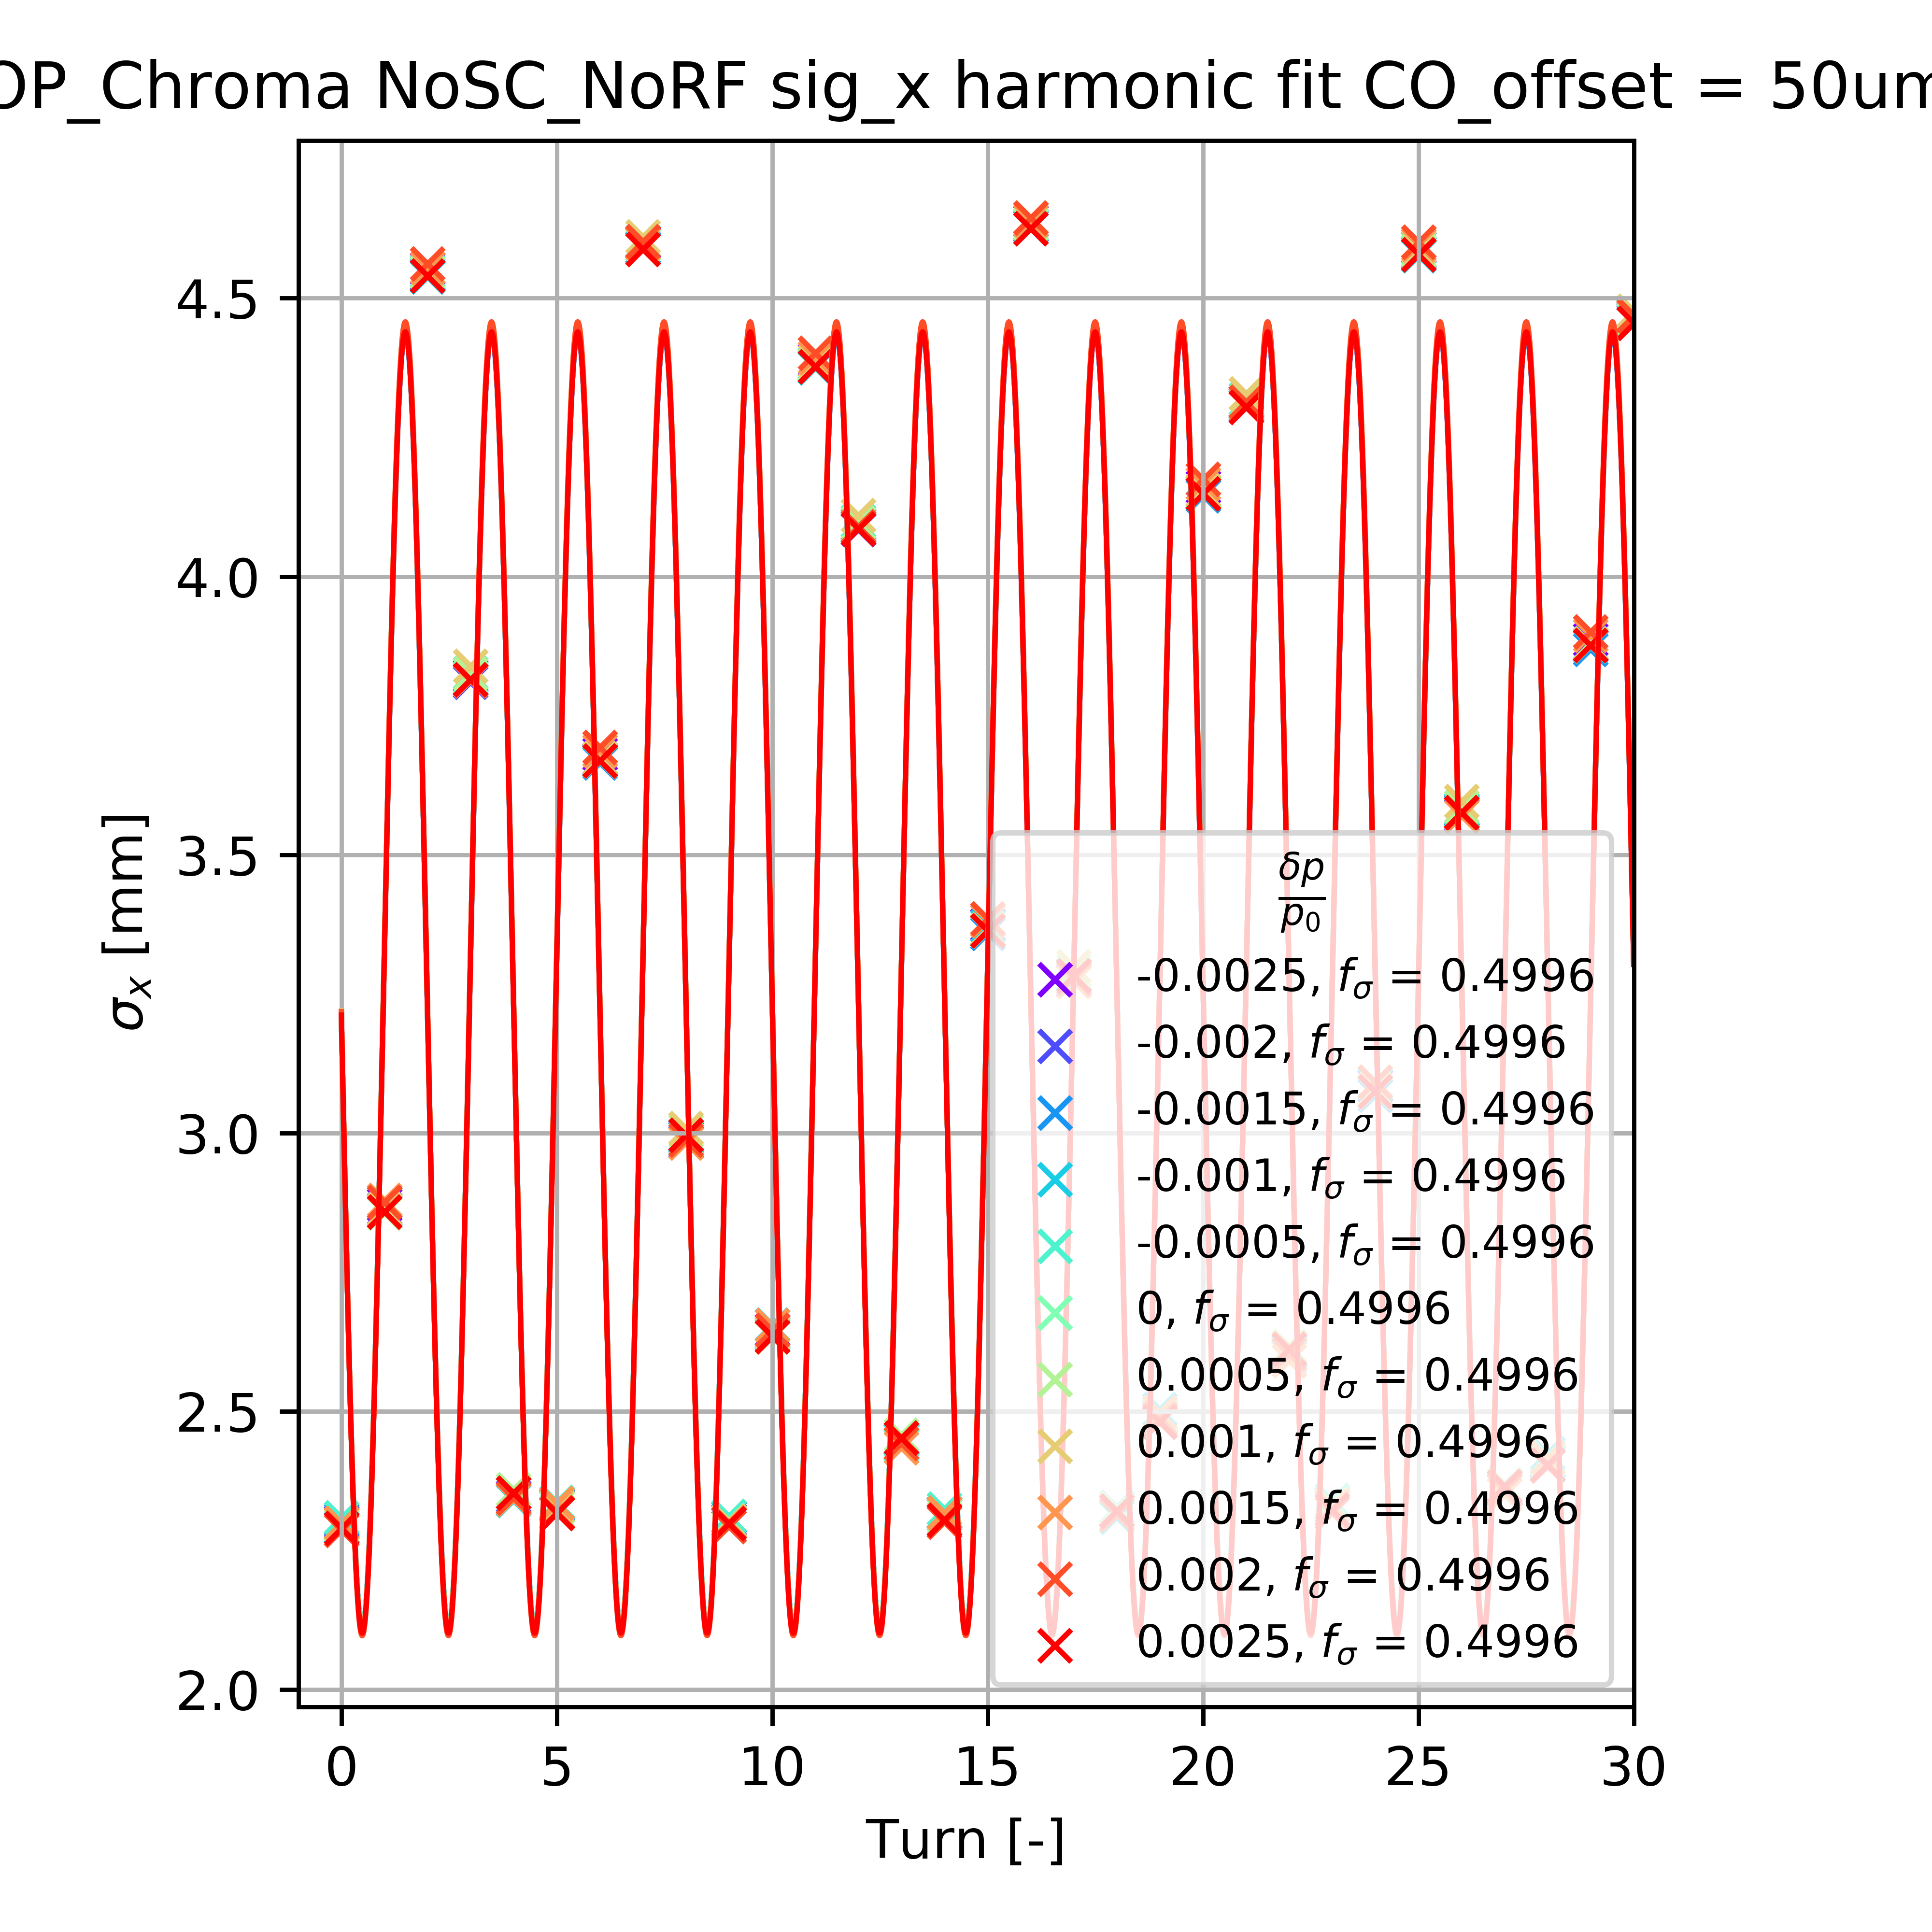 OP_Chroma NoSC_NoRF sig_x harmonic fit CO_offset = 50um
4.5
4.0
3.5
3.0
2.5
2.0
σx [mm]
δp
p0
-0.0025, fσ = 0.4996
-0.002, fσ = 0.4996
-0.0015, fσ = 0.4996
-0.001, fσ = 0.4996
-0.0005, fσ = 0.4996
0, fσ = 0.4996
0.0005, fσ = 0.4996
0.001, fσ = 0.4996
0.0015, fσ = 0.4996
0.002, fσ = 0.4996
0.0025, fσ = 0.4996
0 5 10 15 20 25 30
Turn [-]